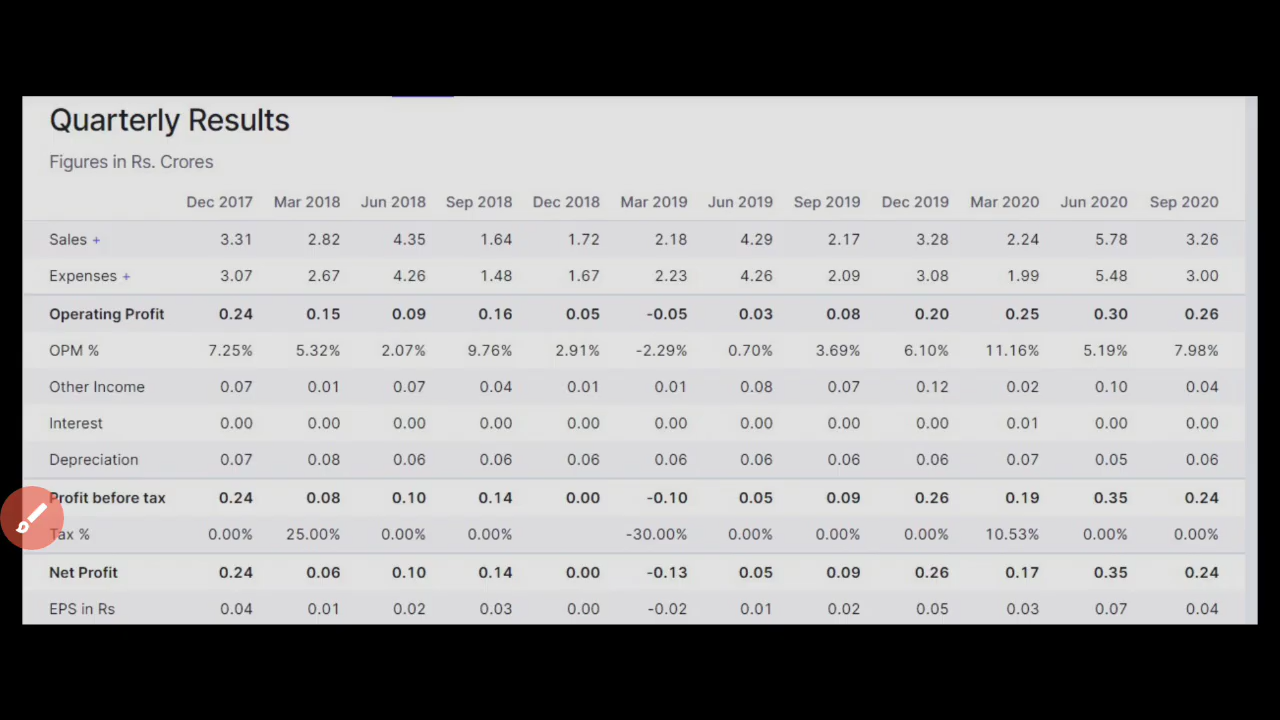 Quarterly Results
Figures in Rs. Crores
Dec 2017 Mar 2018 Jun 2018 Sep 2018 Dec 2018 Mar 2019 Jun 2019 Sep 2019 Dec 2019 Mar 2020 Jun 2020 Sep 2020
Sales + 3.31 2.82 4.35 1.64 1.72 2.18 4.29 2.17 3.28 2.24 5.78 3.26
Expenses + 3.07 2.67 4.26 1.48 1.67 2.23 4.26 2.09 3.08 1.99 5.48 3.00
Operating Profit 0.24 0.15 0.09 0.16 0.05 -0.05 0.03 0.08 0.20 0.25 0.30 0.26
OPM % 7.25% 5.32% 2.07% 9.76% 2.91% -2.29% 0.70% 3.69% 6.10% 11.16% 5.19% 7.98%
Other Income 0.07 0.01 0.07 0.04 0.01 0.01 0.08 0.07 0.12 0.02 0.10 0.04
Interest 0.00 0.00 0.00 0.00 0.00 0.00 0.00 0.00 0.00 0.01 0.00 0.00
Depreciation 0.07 0.08 0.06 0.06 0.06 0.06 0.06 0.06 0.06 0.07 0.05 0.06
Profit before tax 0.24 0.08 0.10 0.14 0.00 -0.10 0.05 0.09 0.26 0.19 0.35 0.24
Tax % 0.00% 25.00% 0.00% 0.00% -30.00% 0.00% 0.00% 0.00% 10.53% 0.00% 0.00%
Net Profit 0.24 0.06 0.10 0.14 0.00 -0.13 0.05 0.09 0.26 0.17 0.35 0.24
EPS in Rs 0.04 0.01 0.02 0.03 0.00 -0.02 0.01 0.02 0.05 0.03 0.07 0.04